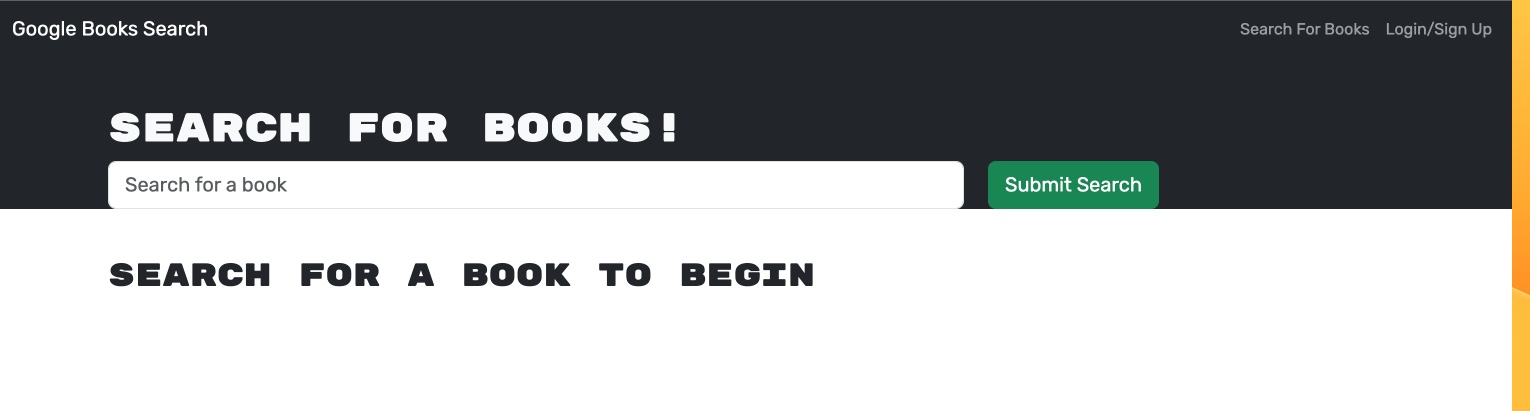 Google Books Search
Search For Books
Login/Sign Up
SEARCH FOR BOOKS!
Search for a book
Submit Search
SEARCH FOR A BOOK TO BEGIN